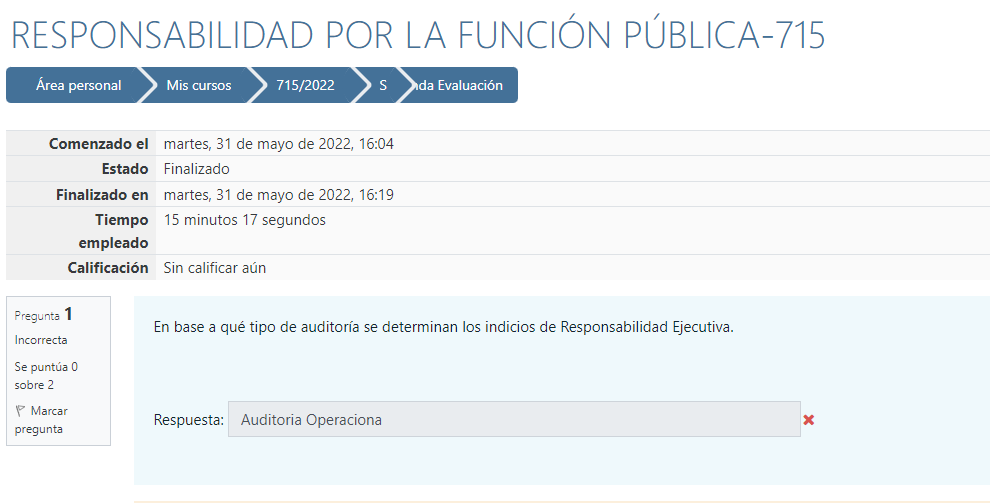 RESPONSABILIDAD POR LA FUNCIÓN PÚBLICA-715
Área personal Mis cursos 715/2022 S nda Evaluación
Comenzado el martes, 31 de mayo de 2022, 16:04
Estado Finalizado
Finalizado en martes, 31 de mayo de 2022, 16:19
Tiempo 15 minutos 17 segundos
empleado
Calificación Sin calificar aún
Pregunta 1
Incorrecta
Se puntúa 0
sobre 2
Marcar
pregunta
En base a qué tipo de auditoría se determinan los indicios de Responsabilidad Ejecutiva.
Respuesta: Auditoria Operaciona